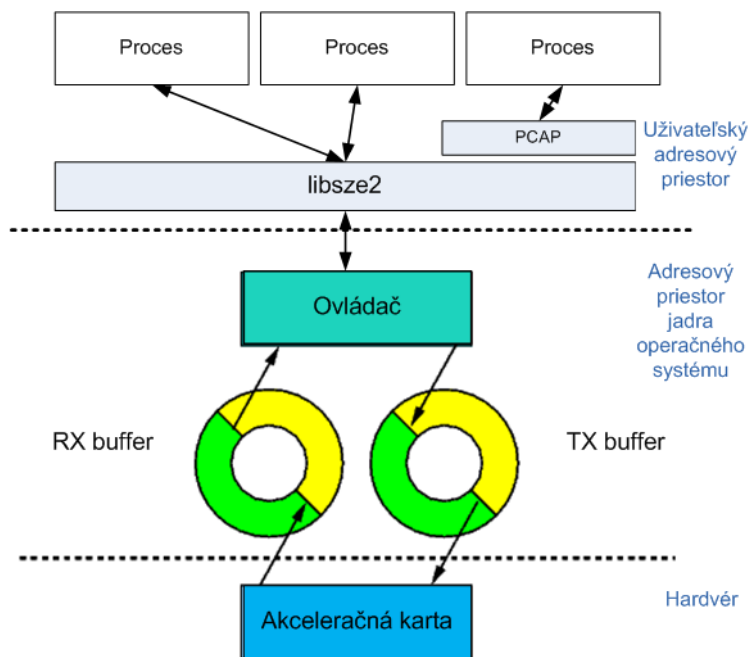 Proces
Proces
Proces
PCAP
Uživateľský
adresový
priestor
libsze2
Ovládač
Adresový
priestor
jadra
operačného
systému
RX buffer
TX buffer
Akceleračná karta
Hardvér